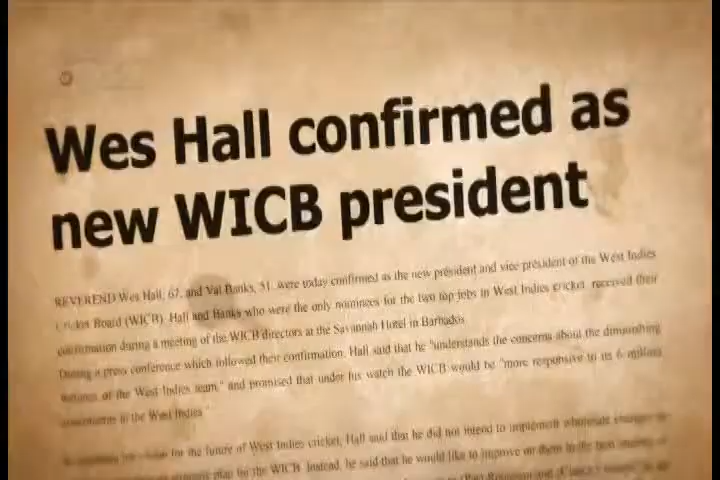 Wes Hall confirmed as
new WICB president
REVEREND Wes Hall, 67, and Val Banks, 51, were today confirmed as the new president and vice president of the West Indies
Cricket Board (WICB). Hall and Banks who were the only nominees for the two top jobs in West Indies cricket, received their
confirmation during a meeting of the WICB directors at the Savannah Hotel in Barbados.
During a press conference which followed their confirmation, Hall said that he "understands the concerns about the diminishing
fortunes of the West Indies team," and promised that under his watch the WICB would be "more responsive to its 6 million
in the West Indies."
for the future of West Indies cricket, Hall said that he did not intend to implement wholesale changes
plan for the WICB. Instead, he said that he would like to improve on them in the next